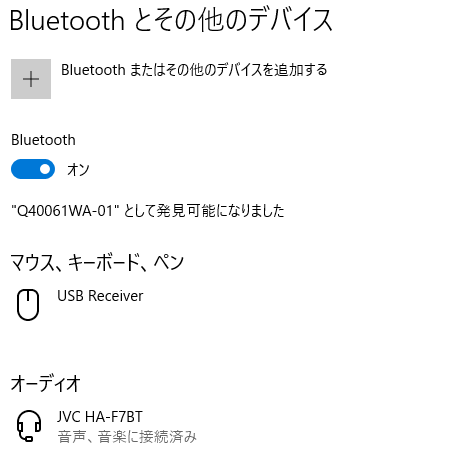 Bluetooth とその他のデバイス
Bluetooth またはその他のデバイスを追加する
Bluetooth
オン
"Q40061WA-01" として発見可能になりました
マウス、キーボード、ペン
USB Receiver
オーディオ
JVC HA-F7BT
音声、音楽に接続済み